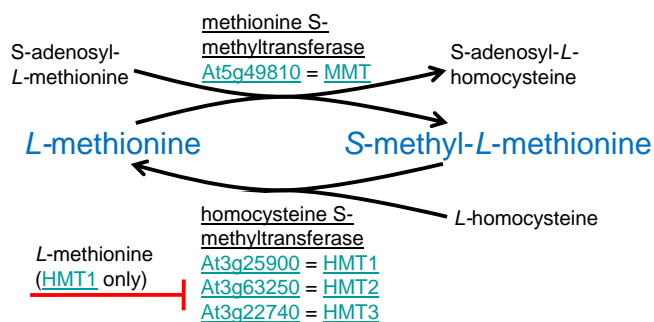 methionine S-
methyltransferase
At5g49810 = MMT
S-adenosyl-
L-methionine
S-adenosyl-L-
homocysteine
L-methionine
S-methyl-L-methionine
homocysteine S-
methyltransferase
At3g25900 = HMT1
At3g63250 = HMT2
At3g22740 = HMT3
L-homocysteine
L-methionine
(HMT1 only)